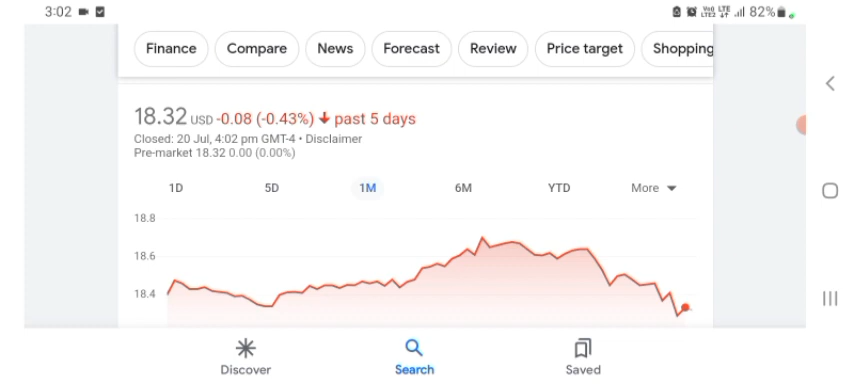 3:02
82%
Finance Compare News Forecast Review Price target Shopping
18.32 USD -0.08 (-0.43%) past 5 days
Closed: 20 Jul, 4:02 pm GMT-4 • Disclaimer
Pre-market 18.32 0.00 (0.00%)
1D 5D 1M 6M YTD More
18.8
18.6
18.4
Discover Search Saved